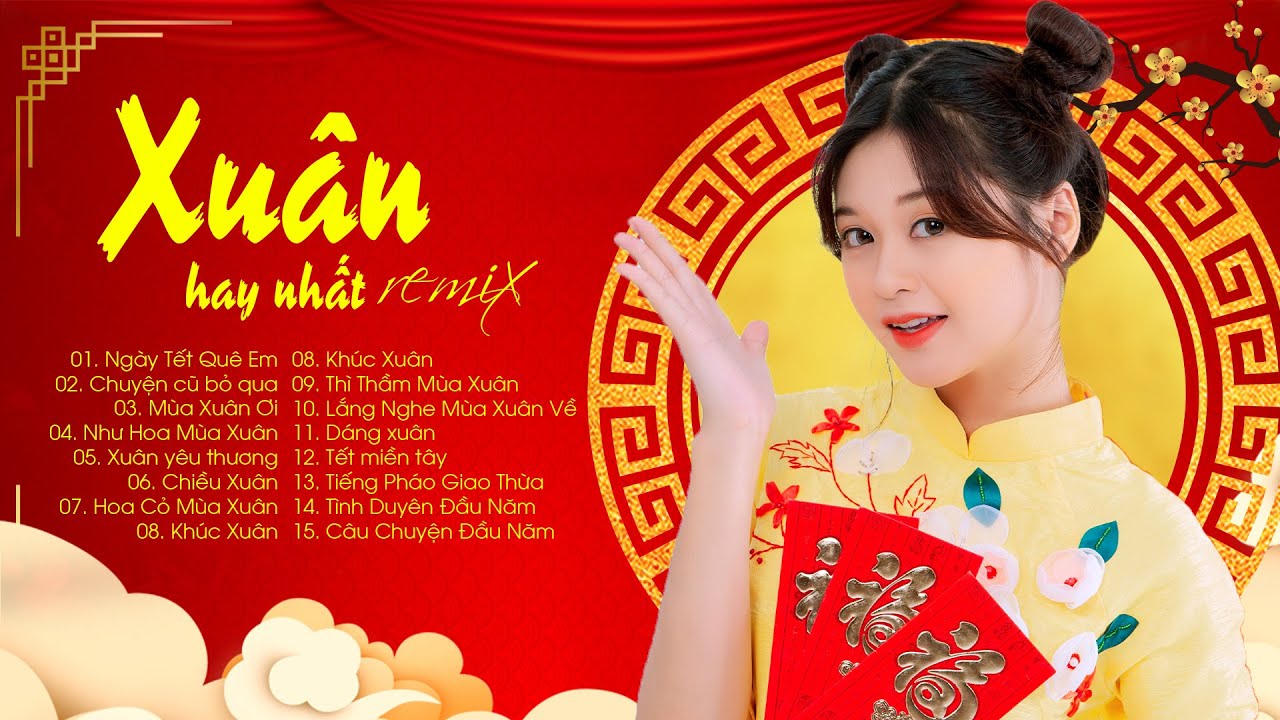 Xuân
hay nhất remix
01. Ngày Tết Quê Em
02. Chuyện cũ bỏ qua
03. Mùa Xuân Ơi
04. Như Hoa Mùa Xuân
05. Xuân yêu thương
06. Chiều Xuân
07. Hoa Cỏ Mùa Xuân
08. Khúc Xuân
08. Khúc Xuân
09. Thì Thầm Mùa Xuân
10. Lắng Nghe Mùa Xuân Về
11. Dáng xuân
12. Tết miền tây
13. Tiếng Pháo Giao Thừa
14. Tình Duyên Đầu Năm
15. Câu Chuyện Đầu Năm